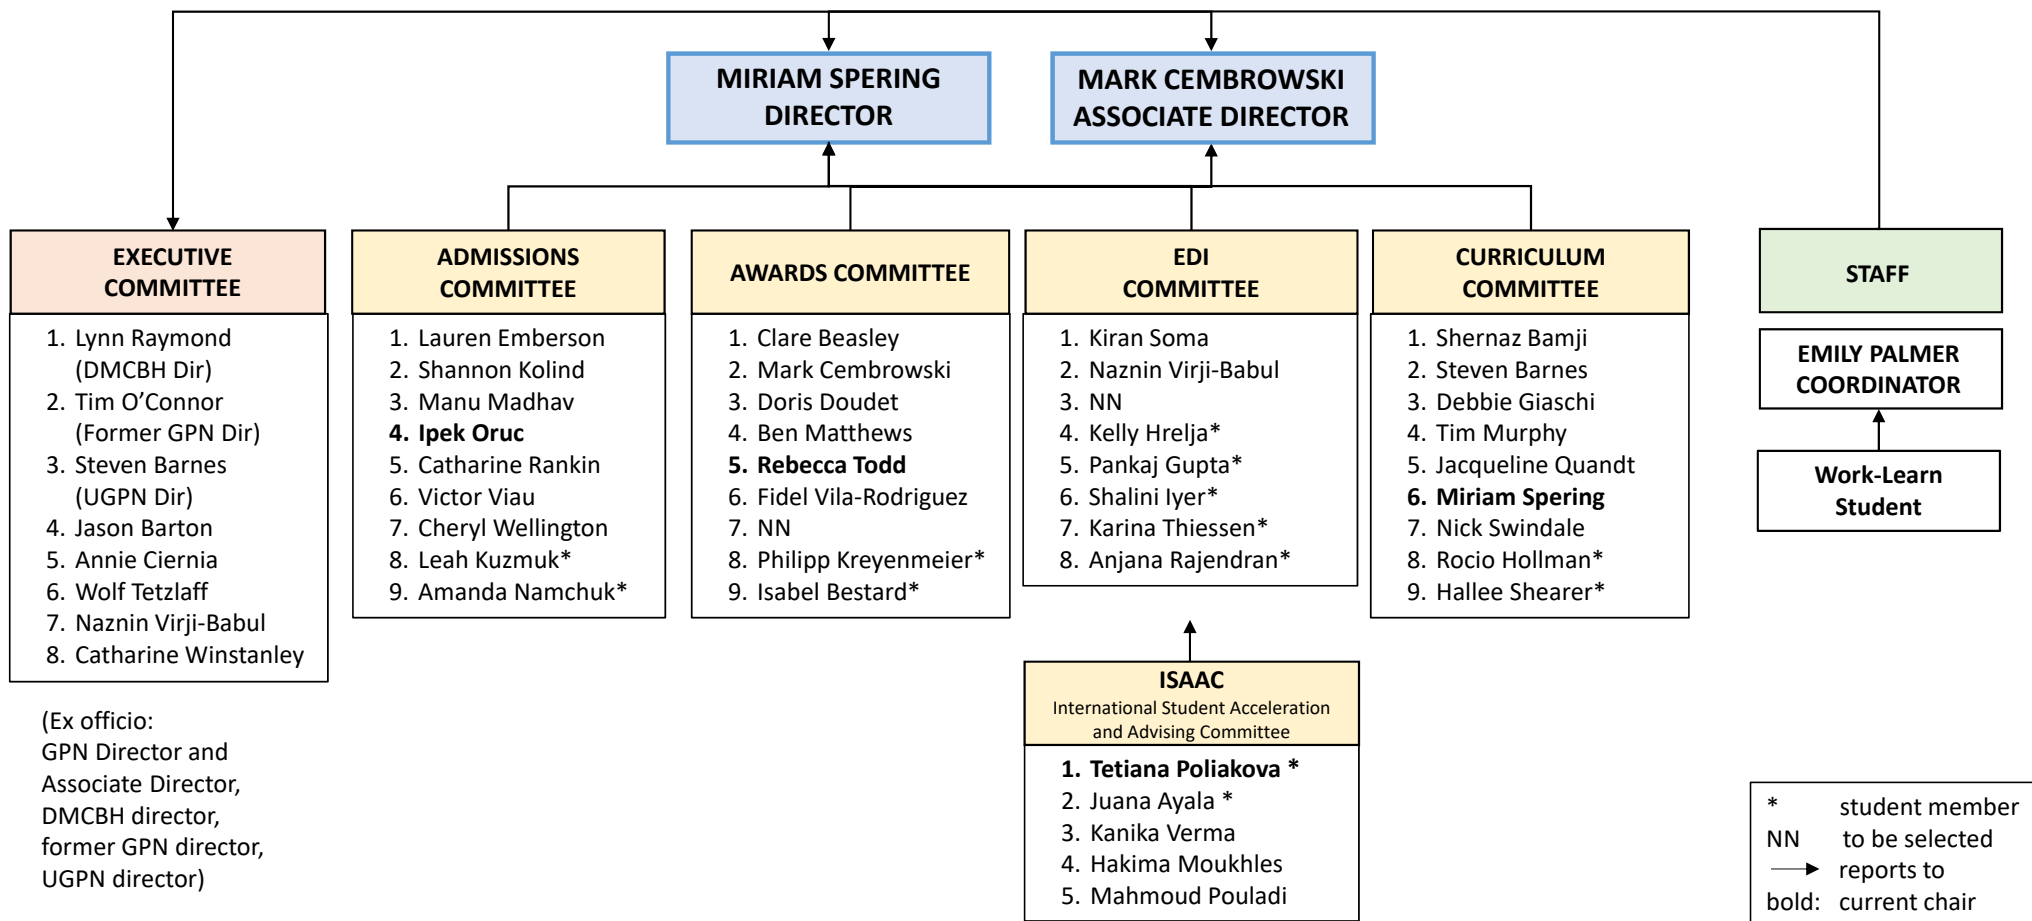 MIRIAM SPERING
DIRECTOR
MARK CEMBROWSKI
ASSOCIATE DIRECTOR
EXECUTIVE
COMMITTEE
1. Lynn Raymond
(DMCBH Dir)
2. Tim O’Connor
(Former GPN Dir)
3. Steven Barnes
(UGPN Dir)
4. Jason Barton
5. Annie Ciernia
6. Wolf Tetzlaff
7. Naznin Virji-Babul
8. Catharine Winstanley
(Ex officio:
GPN Director and
Associate Director,
DMCBH director,
former GPN director,
UGPN director)
ADMISSIONS
COMMITTEE
1. Lauren Emberson
2. Shannon Kolind
3. Manu Madhav
4. Ipek Oruc
5. Catharine Rankin
6. Victor Viau
7. Cheryl Wellington
8. Leah Kuzmuk*
9. Amanda Namchuk*
AWARDS COMMITTEE
1. Clare Beasley
2. Mark Cembrowski
3. Doris Doudet
4. Ben Matthews
5. Rebecca Todd
6. Fidel Vila-Rodriguez
7. NN
8. Philipp Kreyenmeier*
9. Isabel Bestard*
EDI
COMMITTEE
1. Kiran Soma
2. Naznin Virji-Babul
3. NN
4. Kelly Hrelja*
5. Pankaj Gupta*
6. Shalini Iyer*
7. Karina Thiessen*
8. Anjana Rajendran*
ISAAC
International Student Acceleration
and Advising Committee
1. Tetiana Poliakova *
2. Juana Ayala *
3. Kanika Verma
4. Hakima Moukhles
5. Mahmoud Pouladi
CURRICULUM
COMMITTEE
1. Shernaz Bamji
2. Steven Barnes
3. Debbie Giaschi
4. Tim Murphy
5. Jacqueline Quandt
6. Miriam Spering
7. Nick Swindale
8. Rocio Hollman*
9. Hallee Shearer*
STAFF
EMILY PALMER
COORDINATOR
Work-Learn
Student
* student member
NN to be selected
reports to
bold: current chair